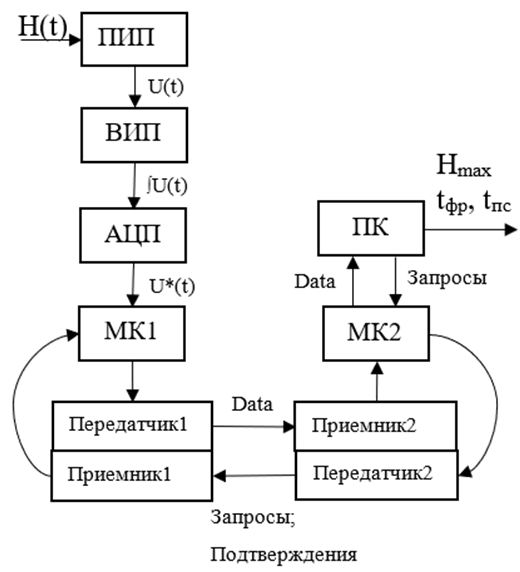 H(t)
ПИП
U(t)
ВИП
∫U(t)
АЦП
U*(t)
МК1
Передатчик1
Приемник1
Data
Запросы;
Подтверждения
Приемник2
Передатчик2
МК2
Data
Запросы
ПК
Hmax
tфр, tпс